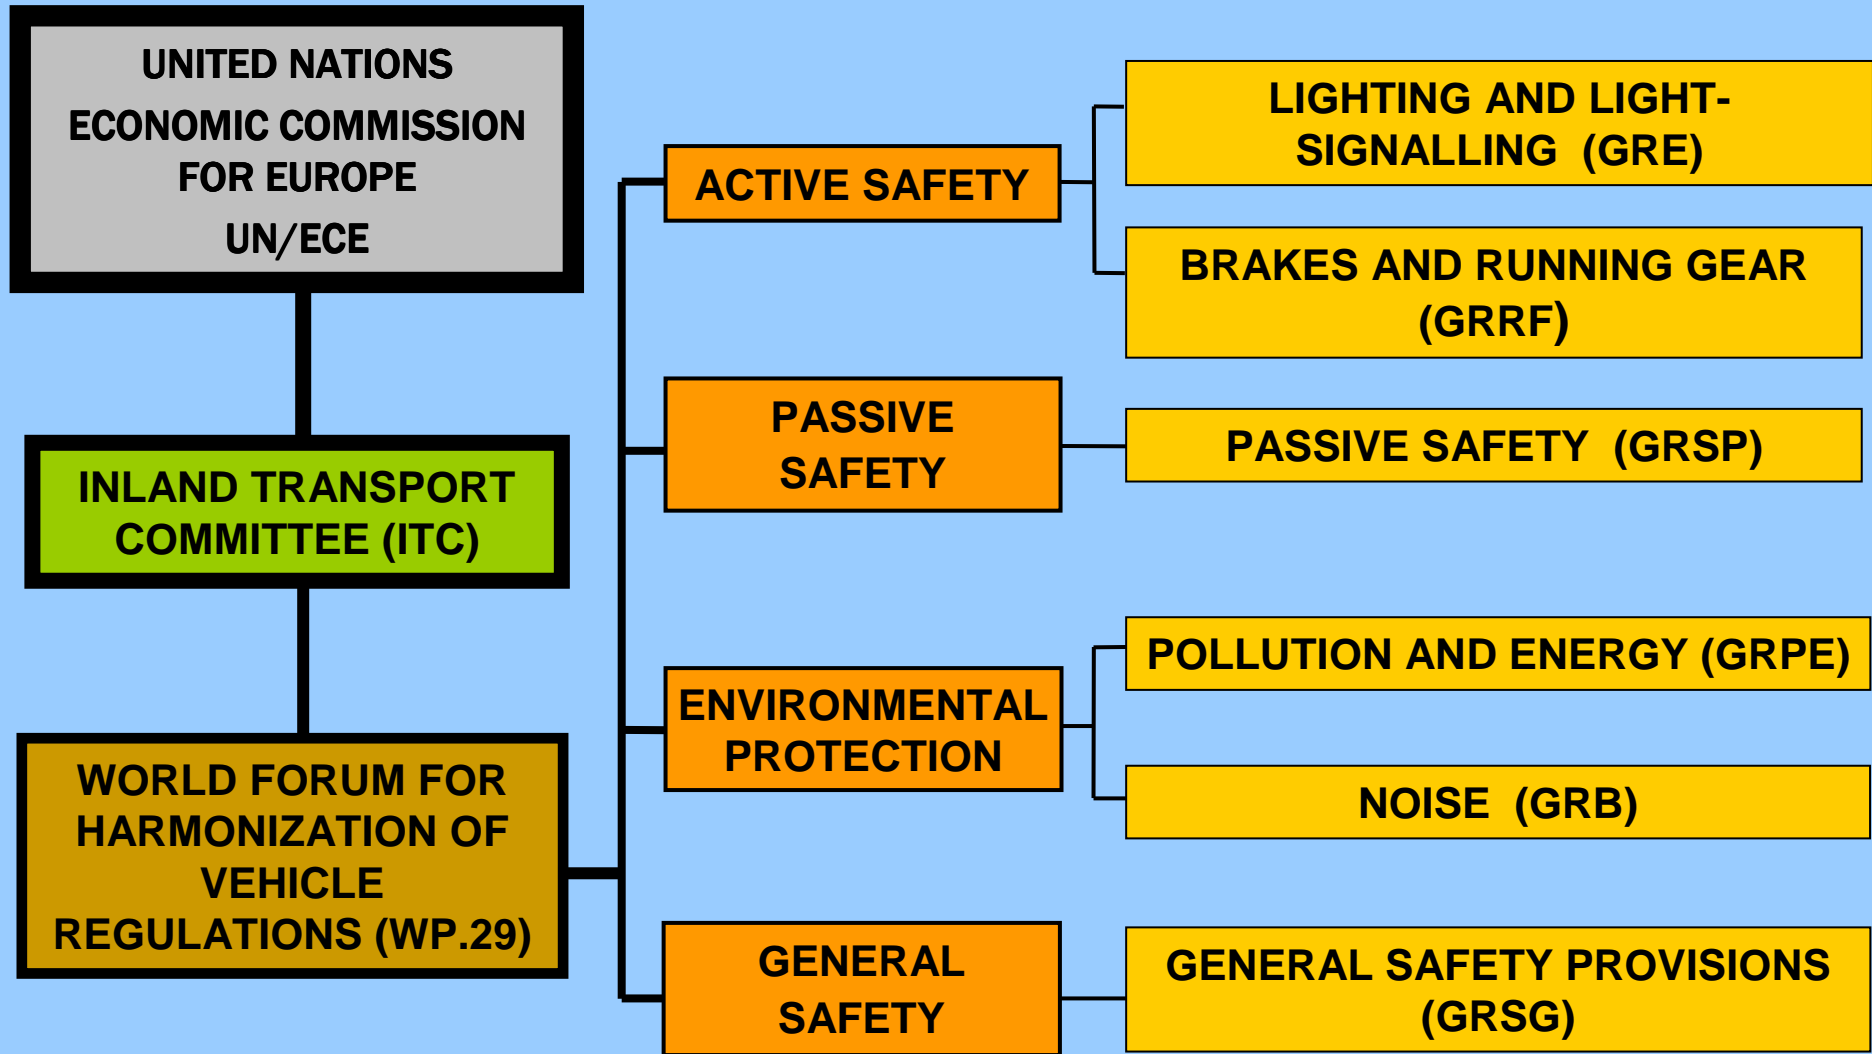 UNITED NATIONS
ECONOMIC COMMISSION
FOR EUROPE
UN/ECE
INLAND TRANSPORT
COMMITTEE (ITC)
WORLD FORUM FOR
HARMONIZATION OF
VEHICLE
REGULATIONS (WP.29)
ACTIVE SAFETY
LIGHTING AND LIGHT-
SIGNALLING (GRE)
BRAKES AND RUNNING GEAR
(GRRF)
PASSIVE
SAFETY
PASSIVE SAFETY (GRSP)
ENVIRONMENTAL
PROTECTION
POLLUTION AND ENERGY (GRPE)
NOISE (GRB)
GENERAL
SAFETY
GENERAL SAFETY PROVISIONS
(GRSG)